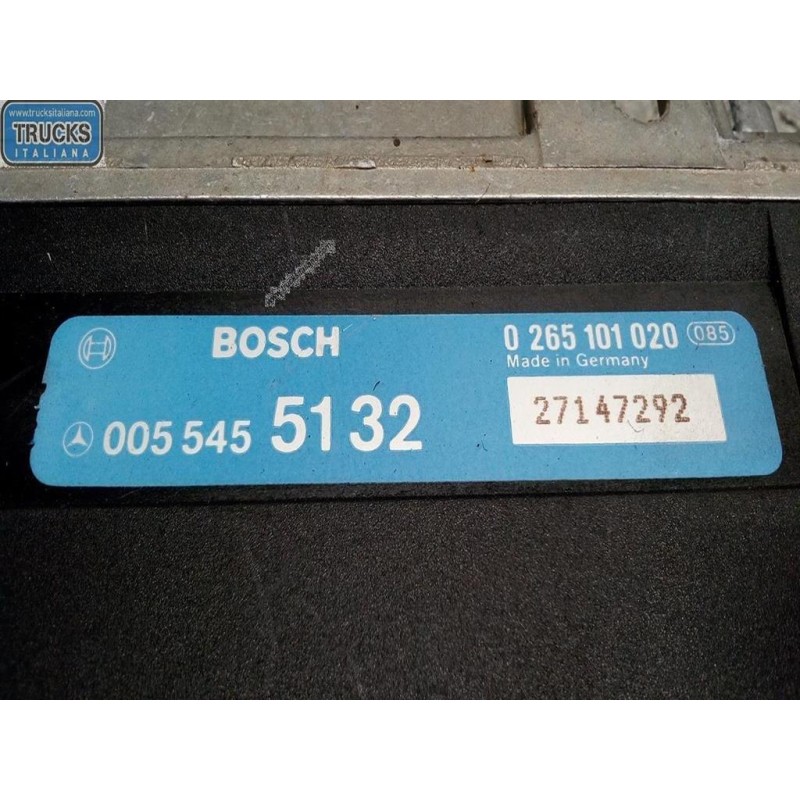 www.trucksitaliana.com
TRUCKS
ITALIANA
BOSCH
0 265 101 020 085
Made in Germany
005 545 51 32
27147292